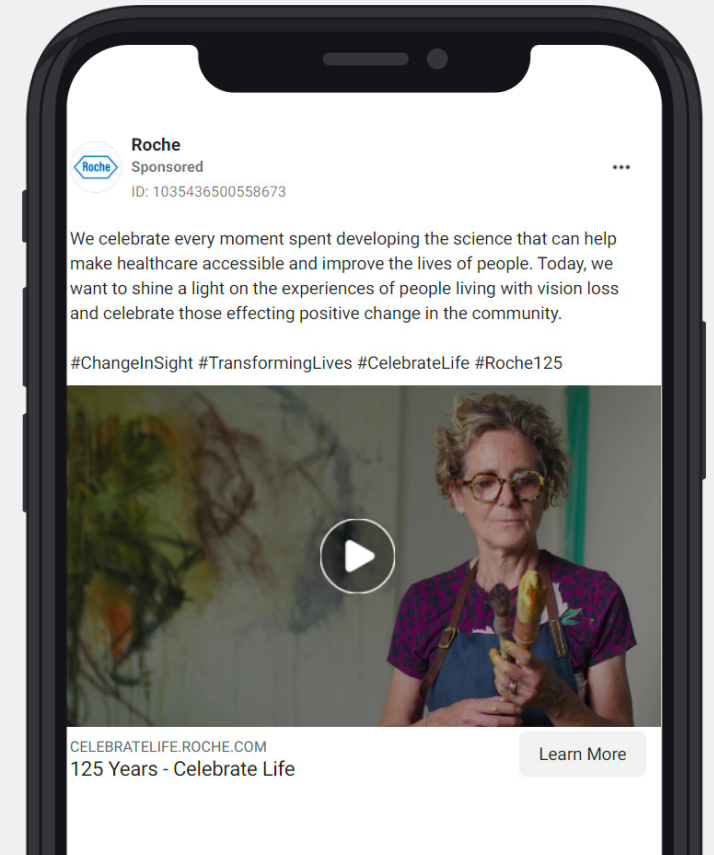 Roche
Roche
Sponsored
ID: 1035436500558673
We celebrate every moment spent developing the science that can help
make healthcare accessible and improve the lives of people. Today, we
want to shine a light on the experiences of people living with vision loss
and celebrate those effecting positive change in the community.
#ChangeInSight #TransformingLives #CelebrateLife #Roche125
CELEBRATELIFE.ROCHE.COM
125 Years - Celebrate Life
Learn More